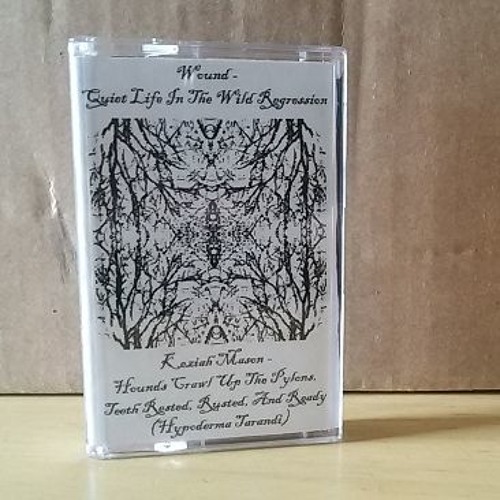 Wound -
Quiet Life In The Wild Regression
Keziah Mason -
Hounds Crawl Up The Pylons,
Teeth Rested, Rusted, And Ready
(Hypoderma Tarandi)